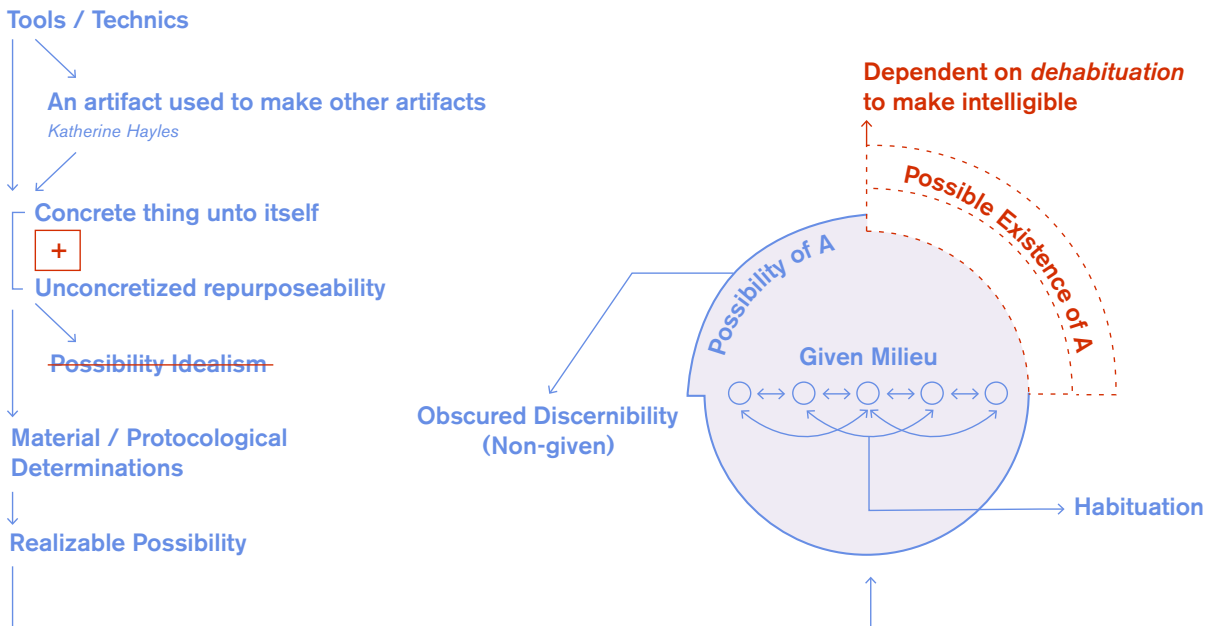 Tools / Technics
An artifact used to make other artifacts
Katherine Hayles
Concrete thing unto itself
+
Unconcretized repurposeability
Possibility Idealism
Material / Protocological
Determinations
Realizable Possibility
Dependent on dehabituation
to make intelligible
Possible Existence of A
Possibility of A
Given Milieu
Obscured Discernibility
(Non-given)
Habituation